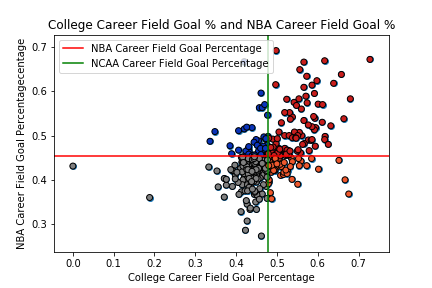 College Career Field Goal % and NBA Career Field Goal %
NBA Career Field Goal Percentage
NCAA Career Field Goal Percentage
NBA Career Field Goal Percentagecentage
0.7
0.6
0.5
0.4
0.3
0.0 0.1 0.2 0.3 0.4 0.5 0.6 0.7
College Career Field Goal Percentage